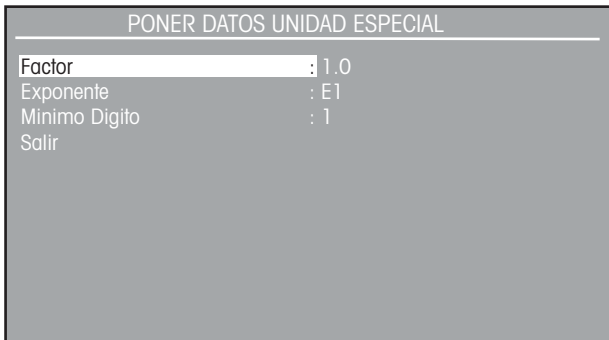 PONER DATOS UNIDAD ESPECIAL
Factor : 1.0
Exponente : E1
Minimo Digito : 1
Salir